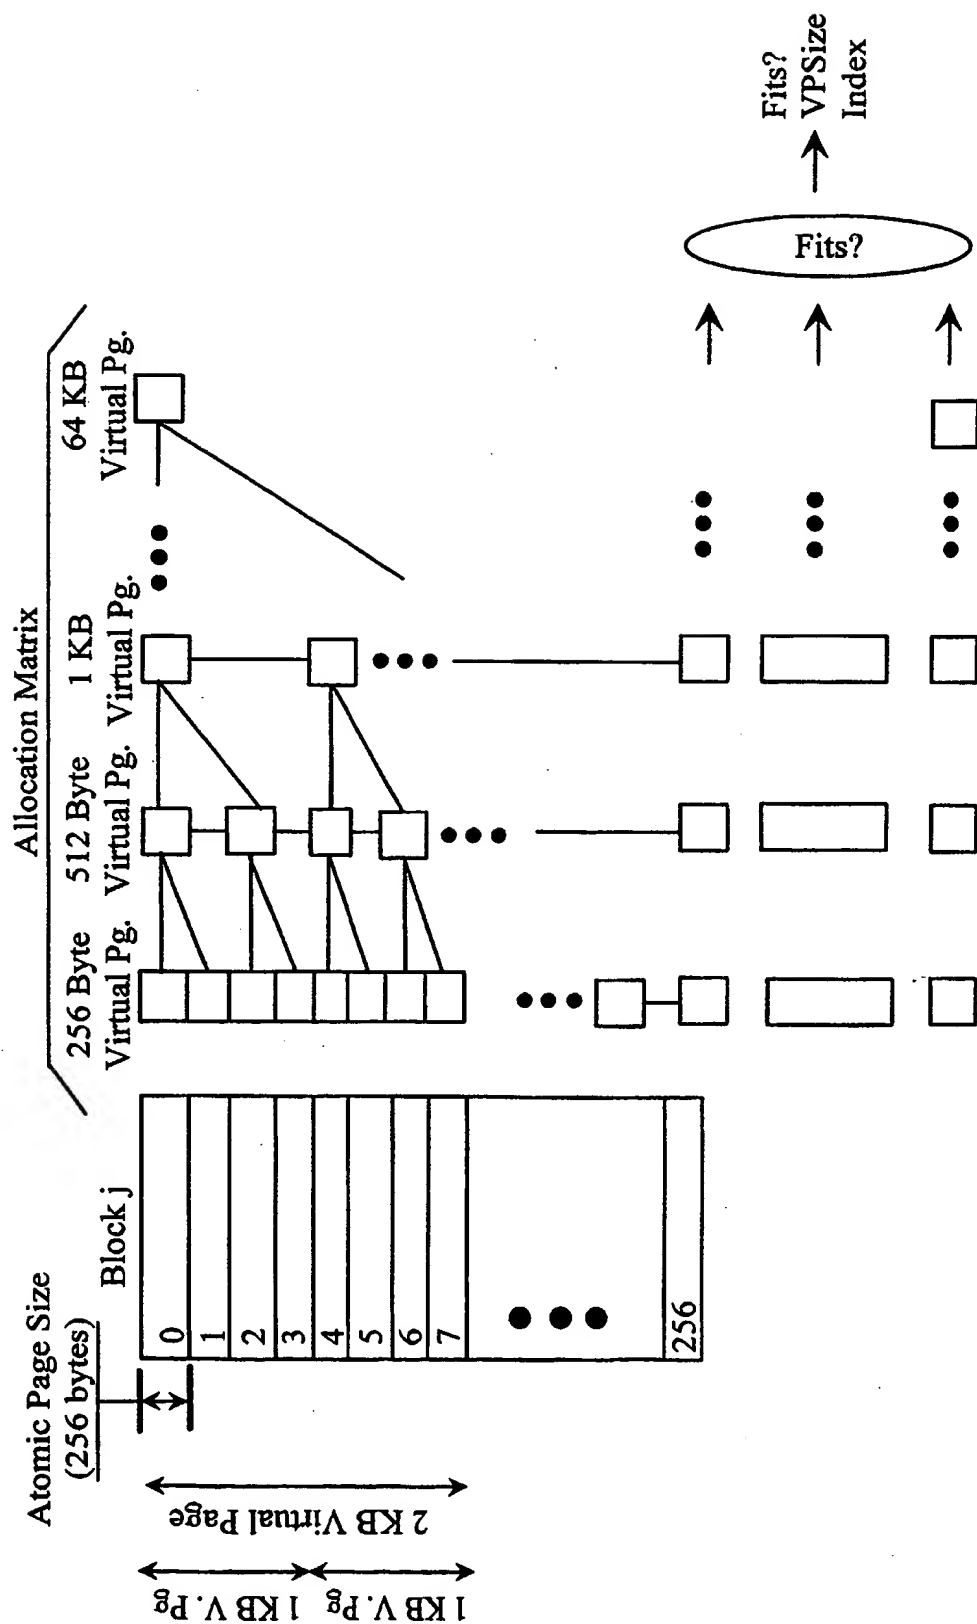 Allocation Matrix
Atomic Page Size
(256 bytes)
Block j
256 Byte
Virtual Pg.
512 Byte
Virtual Pg.
1 KB
Virtual Pg.
64 KB
Virtual Pg.
0
1
2
3
4
5
6
7
256
2 KB Virtual Page
1 KB V. Pg
1 KB V. Pg
Fits?
Fits?
VPSize
Index